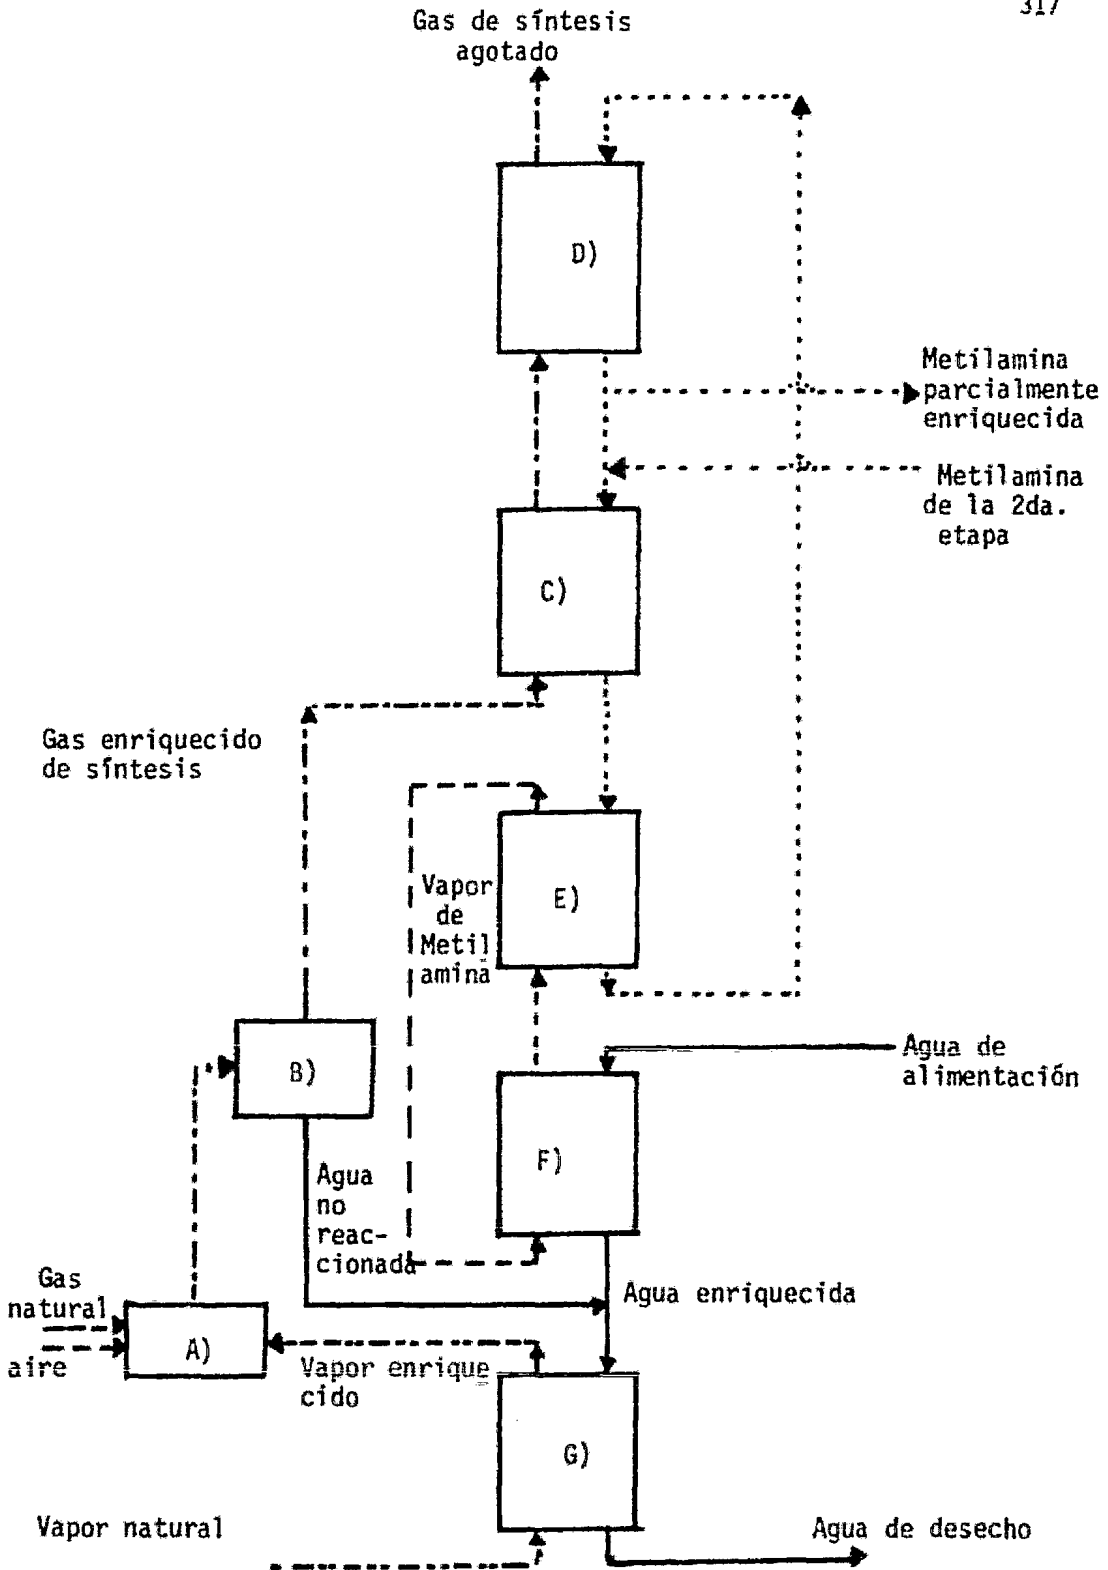 317
Gas de síntesis
agotado
D)
Metilamina
parcialmente
enriquecida
Metilamina
de la 2da.
etapa
C)
Gas enriquecido
de síntesis
Vapor
de
Metil
amina
E)
B)
Agua de
alimentación
F)
Agua
no
reac-
cionada
Gas
natural
aire
A)
Agua enriquecida
Vapor enrique
cido
G)
Vapor natural
Agua de desecho